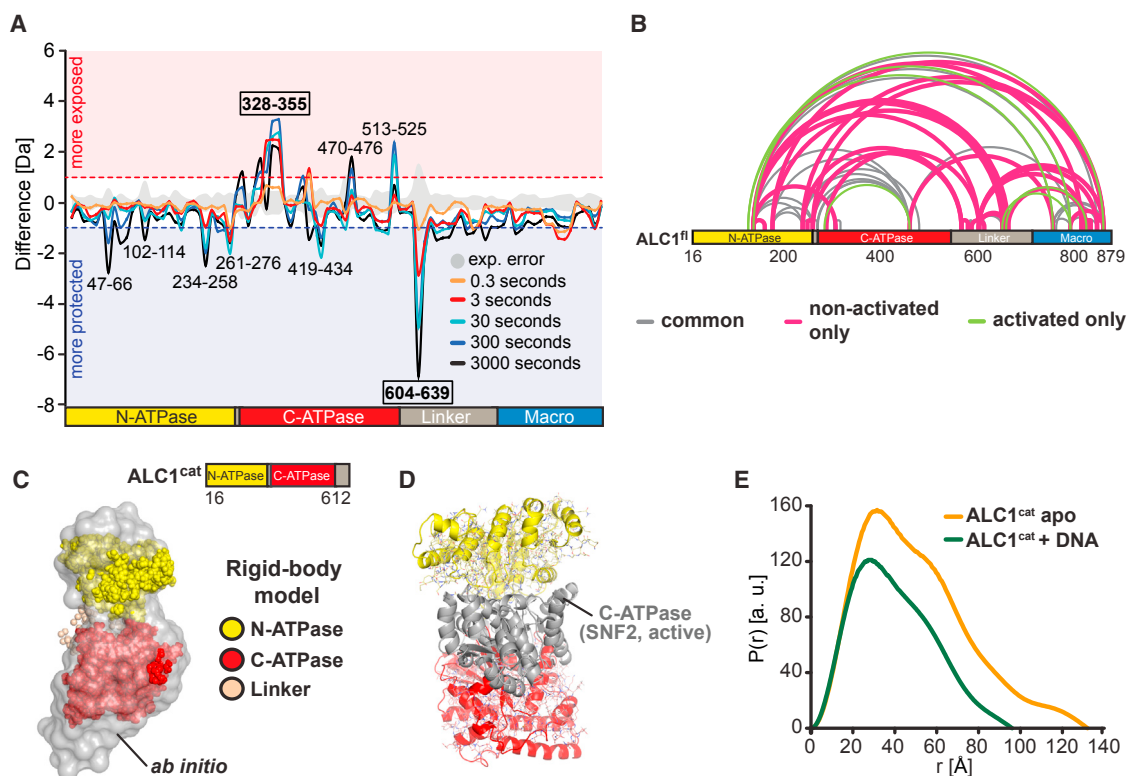 A
6
4
2
0
-2
-4
-6
-8
Difference [Da]
more exposed
more protected
328-355
470-476
513-525
102-114
47-66
234-258
261-276
419-434
604-639
exp. error
0.3 seconds
3 seconds
30 seconds
300 seconds
3000 seconds
N-ATPase
C-ATPase
Linker
Macro
B
ALC1fl
N-ATPase
C-ATPase
Linker
Macro
16
200
400
600
800
879
common
non-activated
only
activated only
C
ALC1cat
N-ATPase
C-ATPase
16
612
Rigid-body
model
N-ATPase
C-ATPase
Linker
ab initio
D
C-ATPase
(SNF2, active)
E
160
120
80
40
0
P(r) [a. u.]
ALC1cat apo
ALC1cat + DNA
0 20 40 60 80 100 120 140
r [Å]